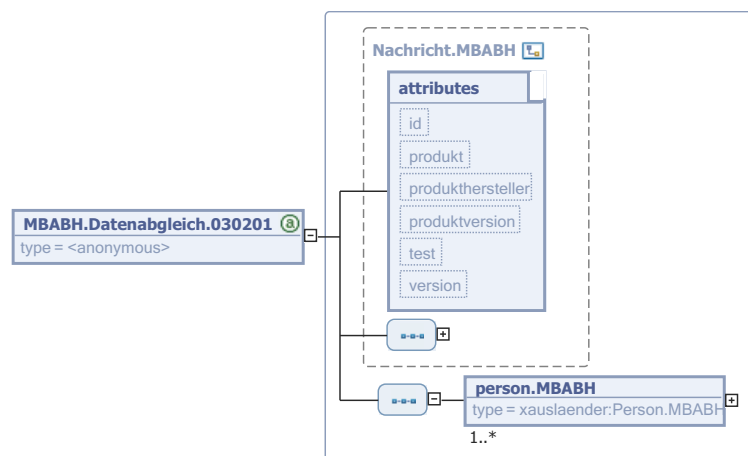 Nachricht.MBABH
attributes
id
produkt
produkthersteller
produktversion
test
version
MBABH.Datenabgleich.030201 a
type = <anonymous>
person.MBABH
type = xauslaender:Person.MBABH
1..*